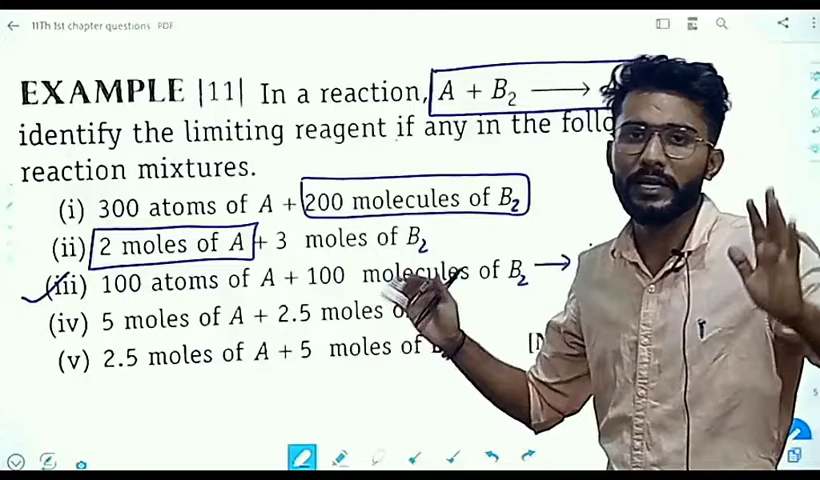 11Th 1st chapter questions PDF
EXAMPLE |11| In a reaction, A + B₂ ⟶
identify the limiting reagent if any in the
reaction mixtures.
(i) 300 atoms of A + 200 molecules of B₂
(ii) 2 moles of A + 3 moles of B₂
(iii) 100 atoms of A + 100 molecules of B₂ →
(iv) 5 moles of A + 2.5 moles
(v) 2.5 moles of A + 5 moles of